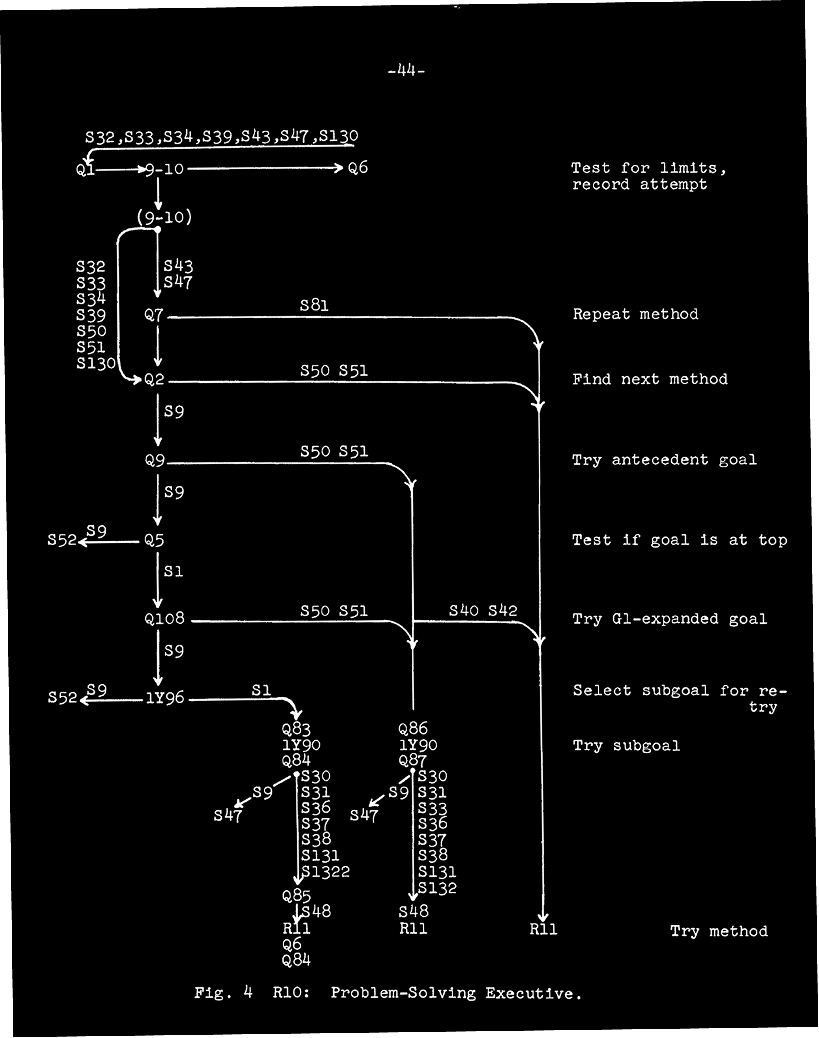 -44-
S32,S33,S34,S39,S43,S47,S130
Q1 9-10 Q6 Test for limits,
record attempt
(9-10)
S32 S43
S33 S47
S34
S39 Q7 S81 Repeat method
S50
S51
S130
Q2 S50 S51 Find next method
S9
Q9 S50 S51 Try antecedent goal
S9
S52 S9 Q5 Test if goal is at top
S1
Q108 S50 S51 S40 S42 Try G1-expanded goal
S9
S52 S9 1Y96 S1 Select subgoal for re-
try
Q83 Q86
1Y90 1Y90 Try subgoal
Q84 Q87
S30 S30
S9 S31 S9 S31
S47 S36 S47 S33
S37 S36
S38 S37
S131 S38
S1322 S131
S132
Q85
S48 S48
R11 R11 R11 Try method
Q6
Q84
Fig. 4 R10: Problem-Solving Executive.